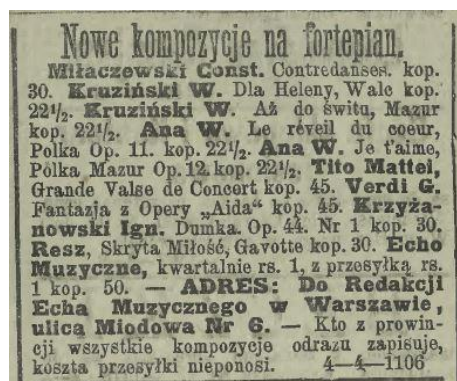 Nowe kompozycje na fortepian.
Miłaczewski Const. Contredanses. kop.
30. Kruziński W. Dla Heleny, Walc kop.
22½. Kruziński W. Aż do świtu, Mazur
kop. 22½. Ana W. Le réveil du coeur,
Polka Op. 11. kop. 22½. Ana W. Je t'aime,
Polka Mazur Op. 12. kop. 22½. Tito Mattei,
Grande Valse de Concert kop. 45. Verdi G.
Fantazja z Opery „Aida" kop. 45. Krzyża-
nowski Ign. Dumka. Op. 44. Nr 1 kop. 30.
Resz, Skryta Miłość, Gavotte kop. 30. Echo
Muzyczne, kwartalnie rs. 1, z przesyłką rs.
1 kop. 50. — ADRES: Do Redakcji
Echa Muzycznego w Warszawie,
ulica Miodowa Nr 6. — Kto z prowin-
cji wszystkie kompozycje odrazu zapisuje,
koszta przesyłki nieponosi. 4—4—1106